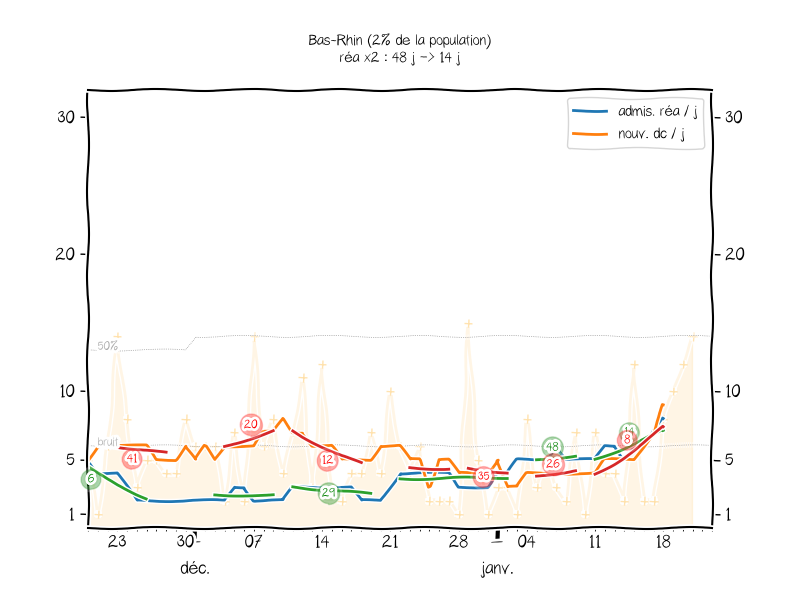 Bas-Rhin (2% de la population)
réa x2 : 48 j -> 14 j
admis. réa / j
nouv. dc / j
30 30
20 20
10 10
5 5
1 1
50%
bruit
6
41
20
12
29
35
48
26
14
8
23 30 07 14 21 28 04 11 18
déc. janv.